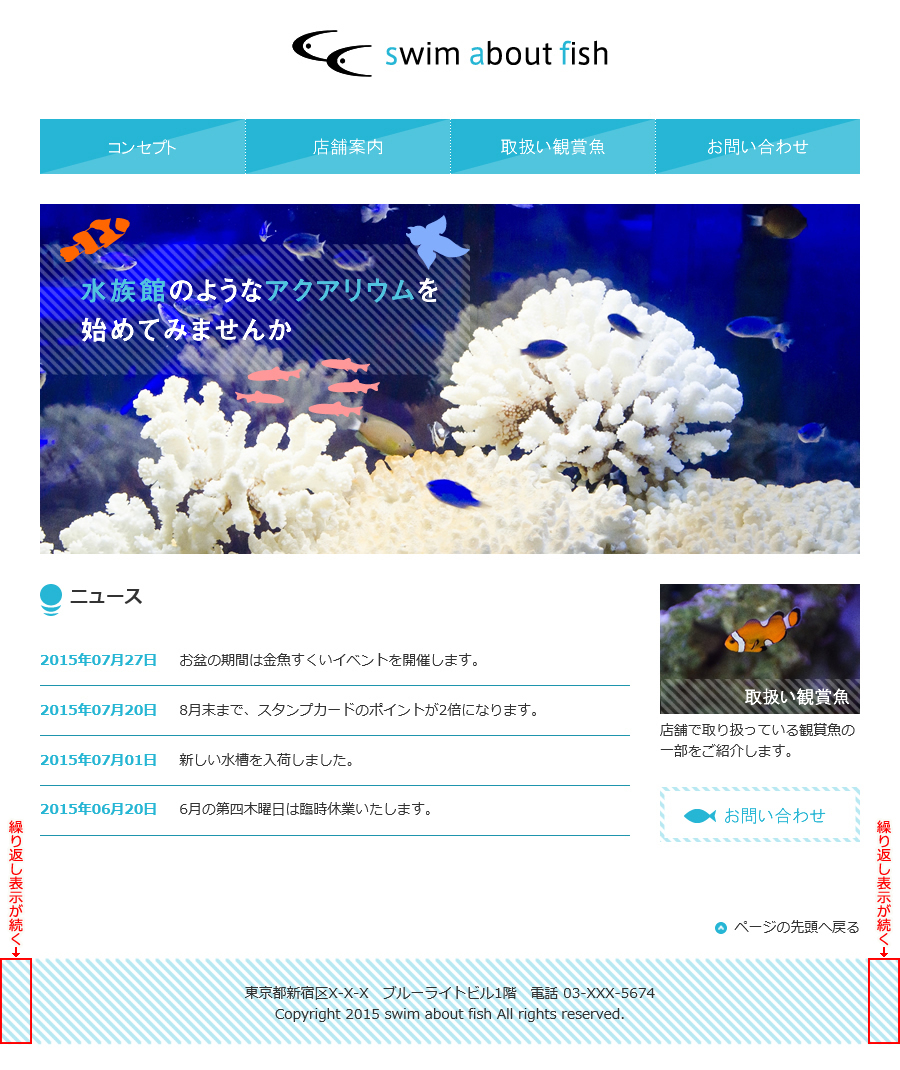 swim about fish
コンセプト
店舗案内
取扱い観賞魚
お問い合わせ
水族館のようなアクアリウムを
始めてみませんか
ニュース
2015年07月27日 お盆の期間は金魚すくいイベントを開催します。
2015年07月20日 8月末まで、スタンプカードのポイントが2倍になります。
2015年07月01日 新しい水槽を入荷しました。
2015年06月20日 6月の第四木曜日は臨時休業いたします。
取扱い観賞魚
店舗で取り扱っている観賞魚の
一部をご紹介します。
お問い合わせ
繰り返し表示が続く
繰り返し表示が続く
ページの先頭へ戻る
東京都新宿区X-X-X　ブルーライトビル1階　電話 03-XXX-5674
Copyright 2015 swim about fish All rights reserved.